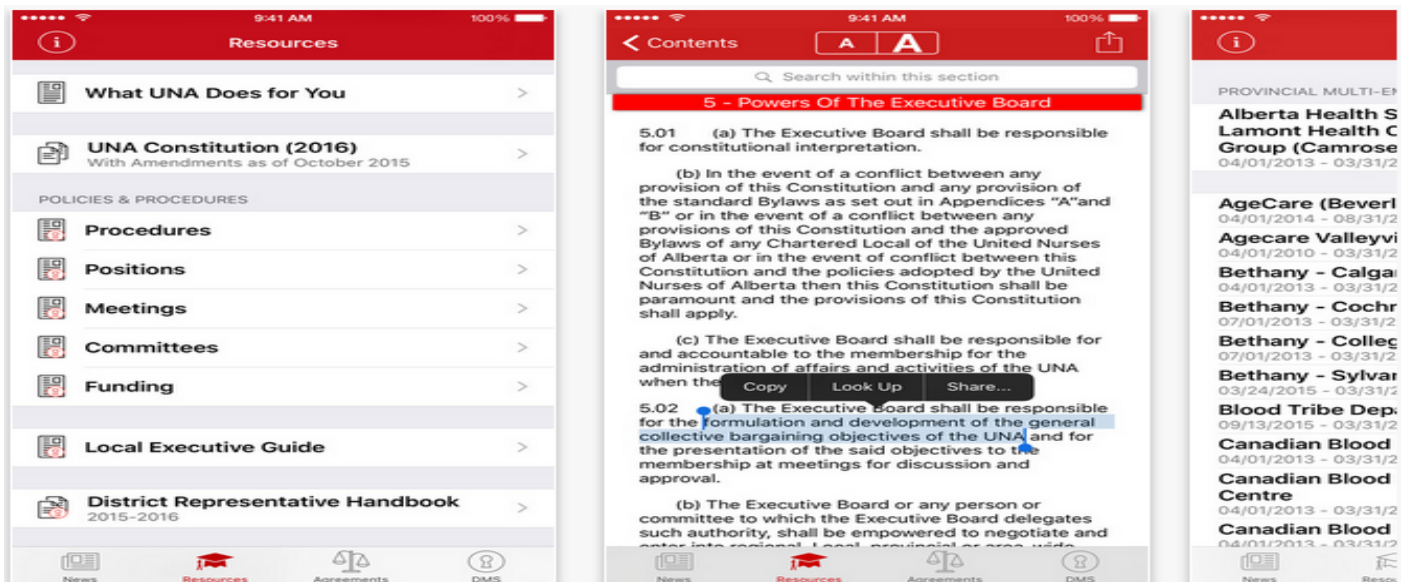 9:41 AM
100%
Resources
What UNA Does for You
UNA Constitution (2016)
With Amendments as of October 2015
POLICIES & PROCEDURES
Procedures
Positions
Meetings
Committees
Funding
Local Executive Guide
District Representative Handbook
2015-2016
News
Resources
Agreements
DMS
9:41 AM
100%
Contents
A
A
Search within this section
5 - Powers Of The Executive Board
5.01 (a) The Executive Board shall be responsible
for constitutional interpretation.
(b) In the event of a conflict between any
provision of this Constitution and any provision of
the standard Bylaws as set out in Appendices “A”and
“B” or in the event of a conflict between any
provisions of this Constitution and the approved
Bylaws of any Chartered Local of the United Nurses
of Alberta or in the event of conflict between this
Constitution and the policies adopted by the United
Nurses of Alberta then this Constitution shall be
paramount and the provisions of this Constitution
shall apply.
(c) The Executive Board shall be responsible for
and accountable to the membership for the
administration of affairs and activities of the UNA
when the
Copy
Look Up
Share...
5.02 (a) The Executive Board shall be responsible
for the formulation and development of the general
collective bargaining objectives of the UNA and for
the presentation of the said objectives to the
membership at meetings for discussion and
approval.
(b) The Executive Board or any person or
committee to which the Executive Board delegates
such authority, shall be empowered to negotiate and
enter into regional, Local, provincial or area-wide
News
Resources
Agreements
DMS
PROVINCIAL MULTI-E
Alberta Health S
Lamont Health C
Group (Camrose
04/01/2013 - 03/31/2
AgeCare (Beverl
04/01/2014 - 08/31/2
Agecare Valleyvi
04/01/2010 - 03/31/2
Bethany - Calga
04/01/2013 - 03/31/2
Bethany - Cochr
07/01/2013 - 03/31/2
Bethany - Colleg
07/01/2013 - 03/31/2
Bethany - Sylvan
03/24/2015 - 03/31/2
Blood Tribe Dep
09/13/2015 - 03/31/2
Canadian Blood
04/01/2013 - 03/31/2
Canadian Blood
Centre
04/01/2013 - 03/31/2
Canadian Blood
04/01/2013 - 03/31/2
News
Resou